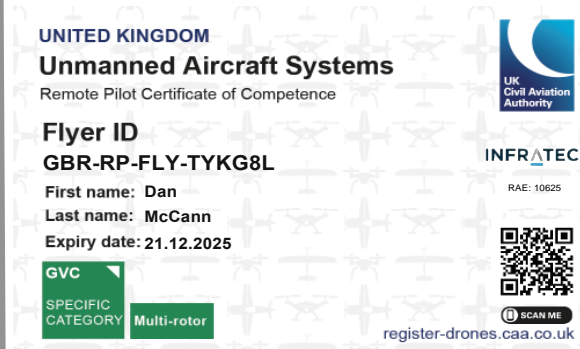 UNITED KINGDOM
Unmanned Aircraft Systems
Remote Pilot Certificate of Competence
UK
Civil Aviation
Authority
Flyer ID
GBR-RP-FLY-TYKG8L
INFRATEC
RAE: 10625
First name: Dan
Last name: McCann
Expiry date: 21.12.2025
GVC
SPECIFIC
CATEGORY
Multi-rotor
SCAN ME
register-drones.caa.co.uk